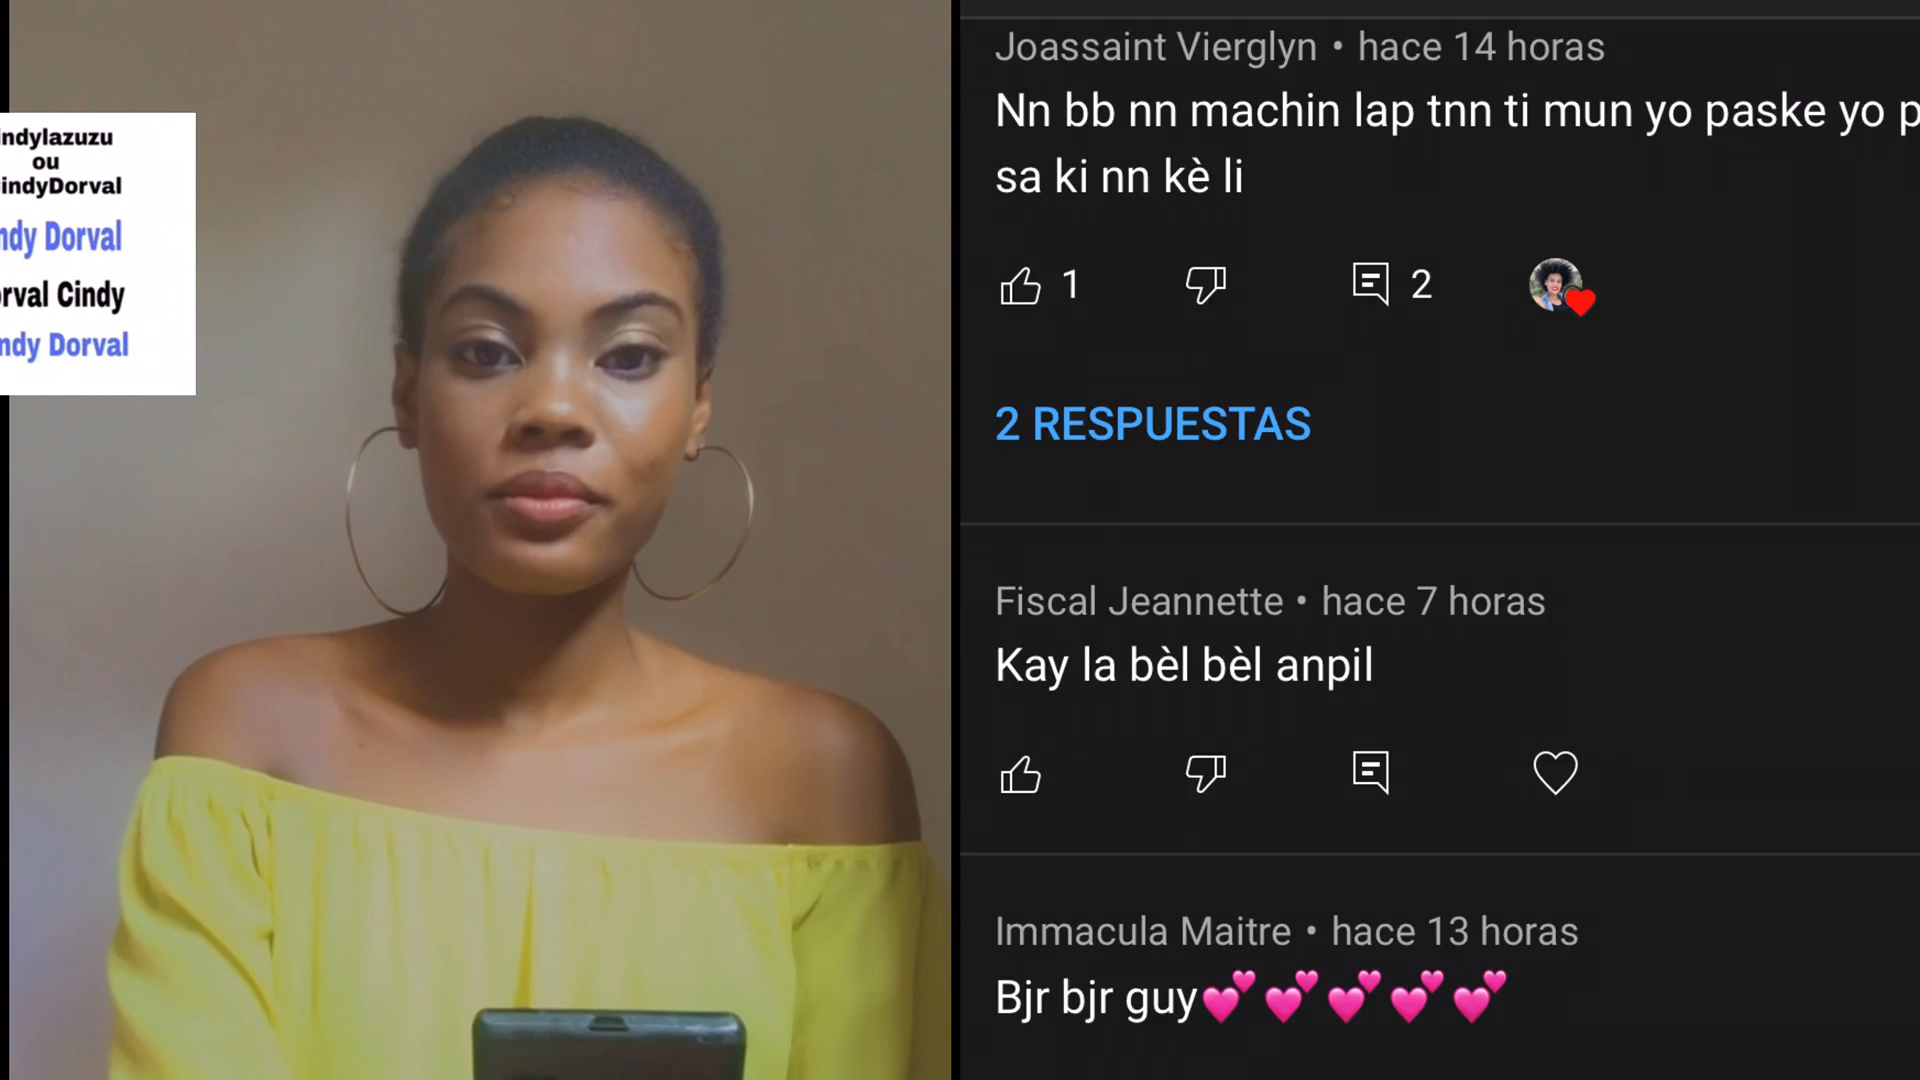 indylazuzu
ou
indyDorval
ndy Dorval
rval Cindy
ndy Dorval
Joassaint Vierglyn • hace 14 horas
Nn bb nn machin lap tnn ti mun yo paske yo p
sa ki nn kè li
1
2
2 RESPUESTAS
Fiscal Jeannette • hace 7 horas
Kay la bèl bèl anpil
Immacula Maitre • hace 13 horas
Bjr bjr guy💕💕💕💕💕